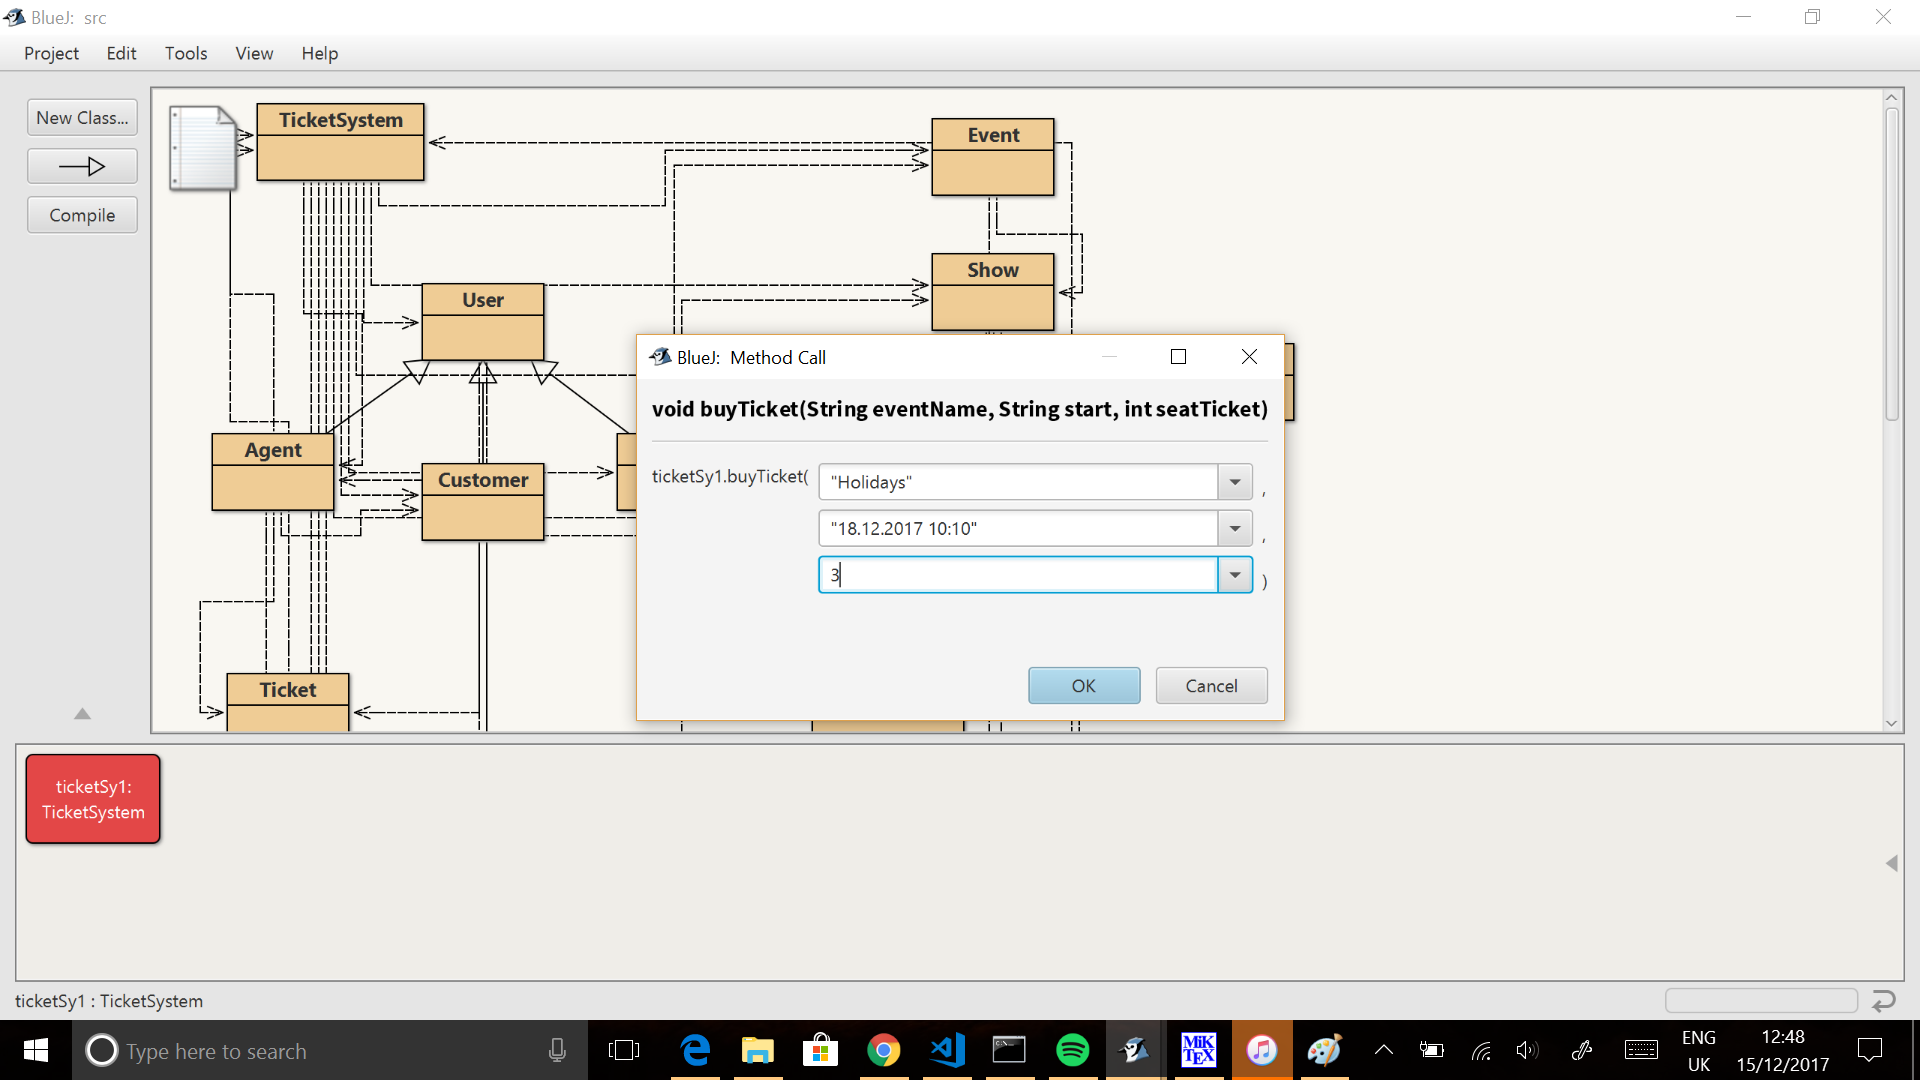 BlueJ: src
Project Edit Tools View Help
New Class...
Compile
TicketSystem
Event
Show
User
Agent
Customer
Ticket
BlueJ: Method Call
void buyTicket(String eventName, String start, int seatTicket)
ticketSy1.buyTicket( "Holidays" ,
"18.12.2017 10:10" ,
3 )
OK Cancel
ticketSy1:
TicketSystem
ticketSy1 : TicketSystem
Type here to search
MiK
TEX
ENG
UK
12:48
15/12/2017